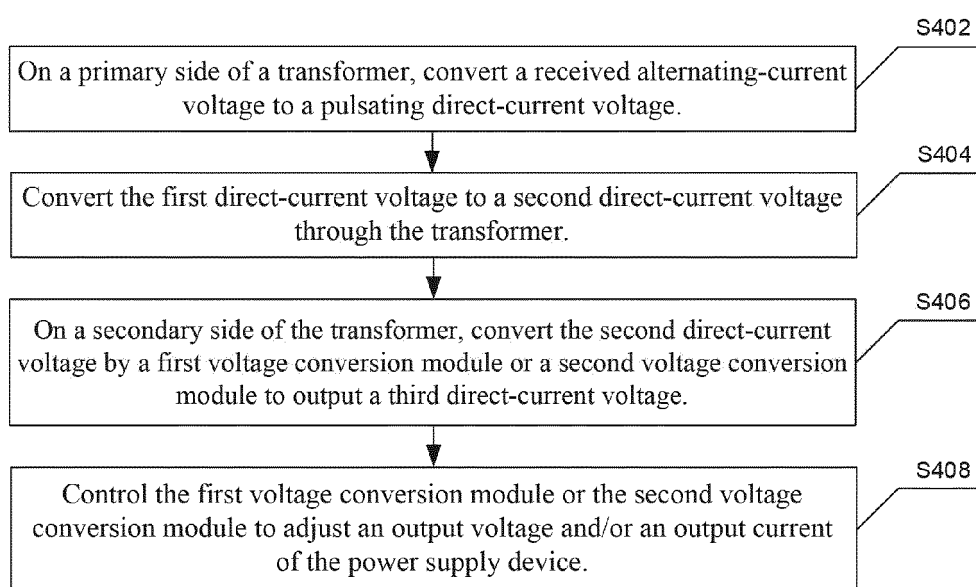 S402
On a primary side of a transformer, convert a received alternating-current
voltage to a pulsating direct-current voltage.
S404
Convert the first direct-current voltage to a second direct-current voltage
through the transformer.
S406
On a secondary side of the transformer, convert the second direct-current
voltage by a first voltage conversion module or a second voltage conversion
module to output a third direct-current voltage.
S408
Control the first voltage conversion module or the second voltage
conversion module to adjust an output voltage and/or an output current
of the power supply device.